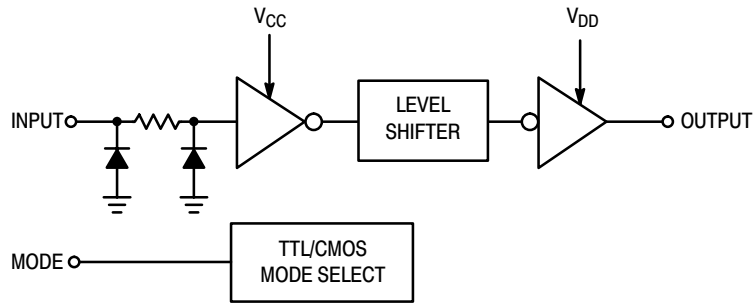 VCC
VDD
INPUT
LEVEL
SHIFTER
OUTPUT
MODE
TTL/CMOS
MODE SELECT